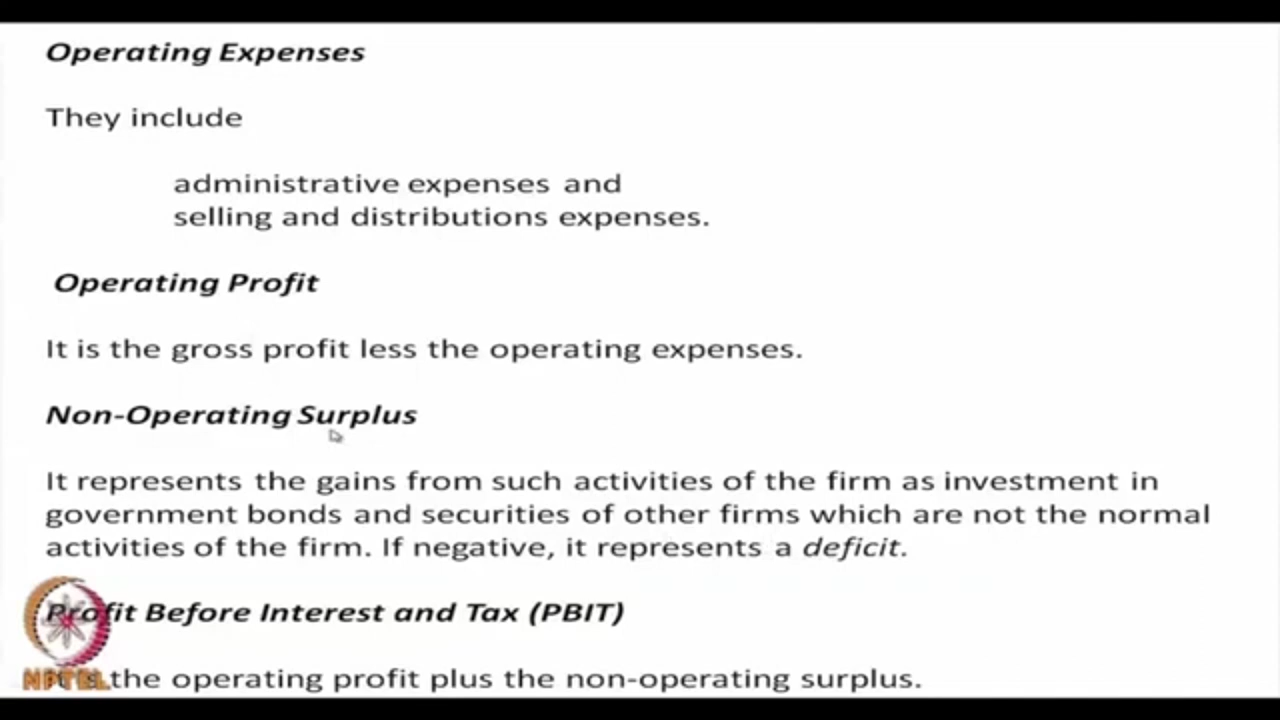 Operating Expenses
They include
administrative expenses and
selling and distributions expenses.
Operating Profit
It is the gross profit less the operating expenses.
Non-Operating Surplus
It represents the gains from such activities of the firm as investment in
government bonds and securities of other firms which are not the normal
activities of the firm. If negative, it represents a deficit.
Profit Before Interest and Tax (PBIT)
the operating profit plus the non-operating surplus.
NPTEL